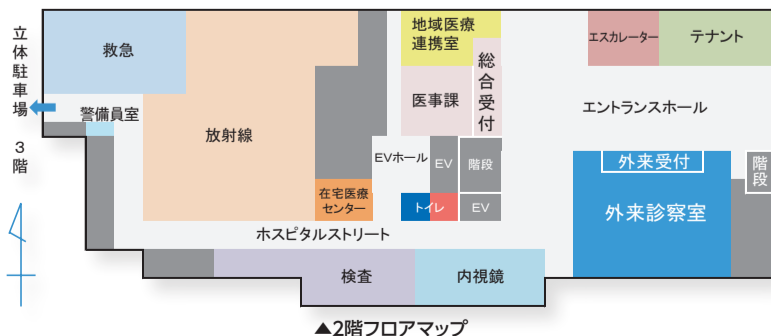 立体駐車場 3階
救急
警備員室
放射線
地域医療
連携室
総合受付
医事課
エスカレーター
テナント
エントランスホール
EVホール
EV
階段
外来受付
階段
外来診察室
在宅医療
センター
トイレ
EV
ホスピタルストリート
検査
内視鏡
▲2階フロアマップ